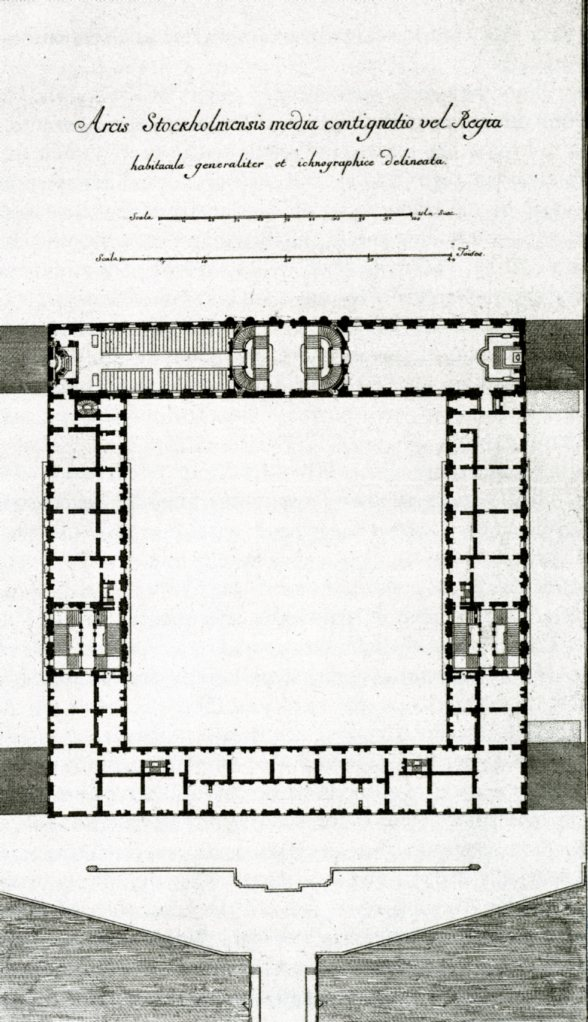 Arcis Stockholmensis media contignatio vel Regia
habitacula generaliter et ichnographice delineata.
Scala
Scala Toises